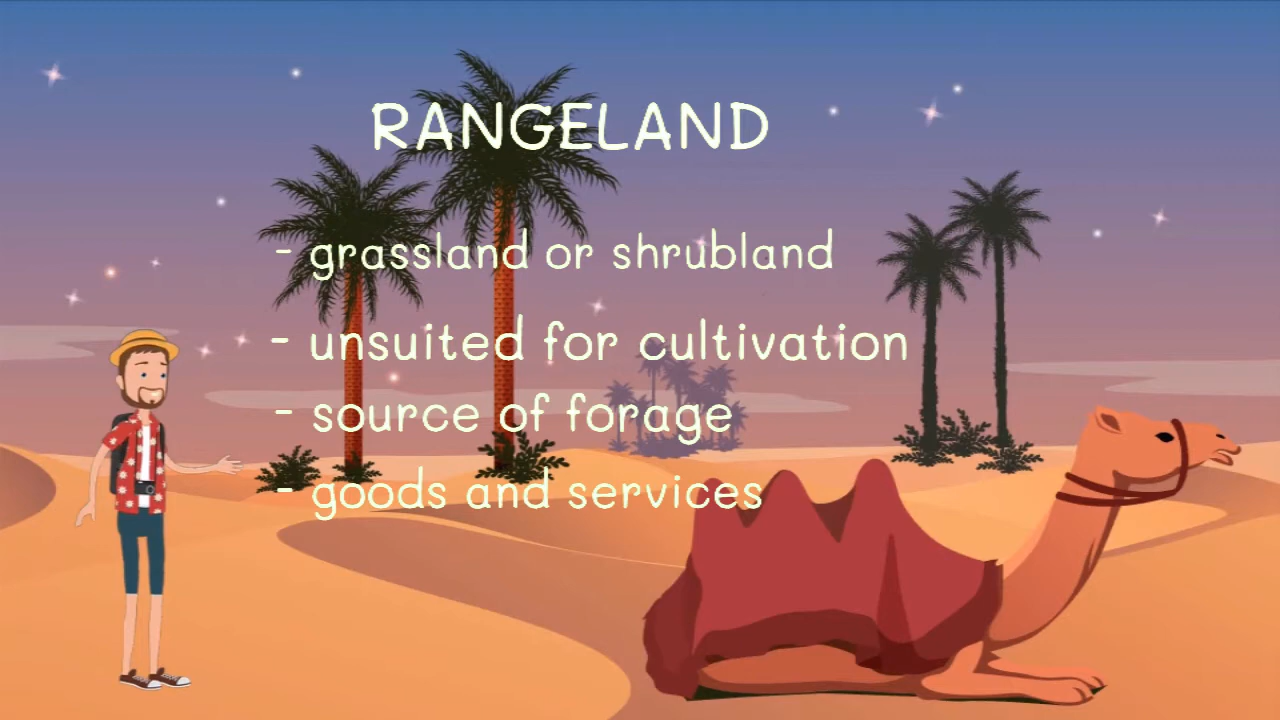 RANGELAND
- grassland or shrubland
- unsuited for cultivation
- source of forage
- goods and services